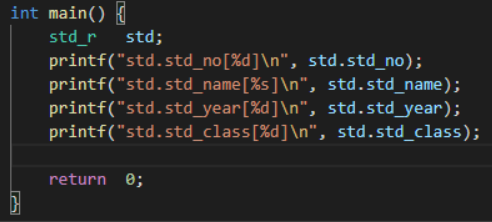 int main() {
    std_r   std;
    printf("std.std_no[%d]\n", std.std_no);
    printf("std.std_name[%s]\n", std.std_name);
    printf("std.std_year[%d]\n", std.std_year);
    printf("std.std_class[%d]\n", std.std_class);

    return  0;
}